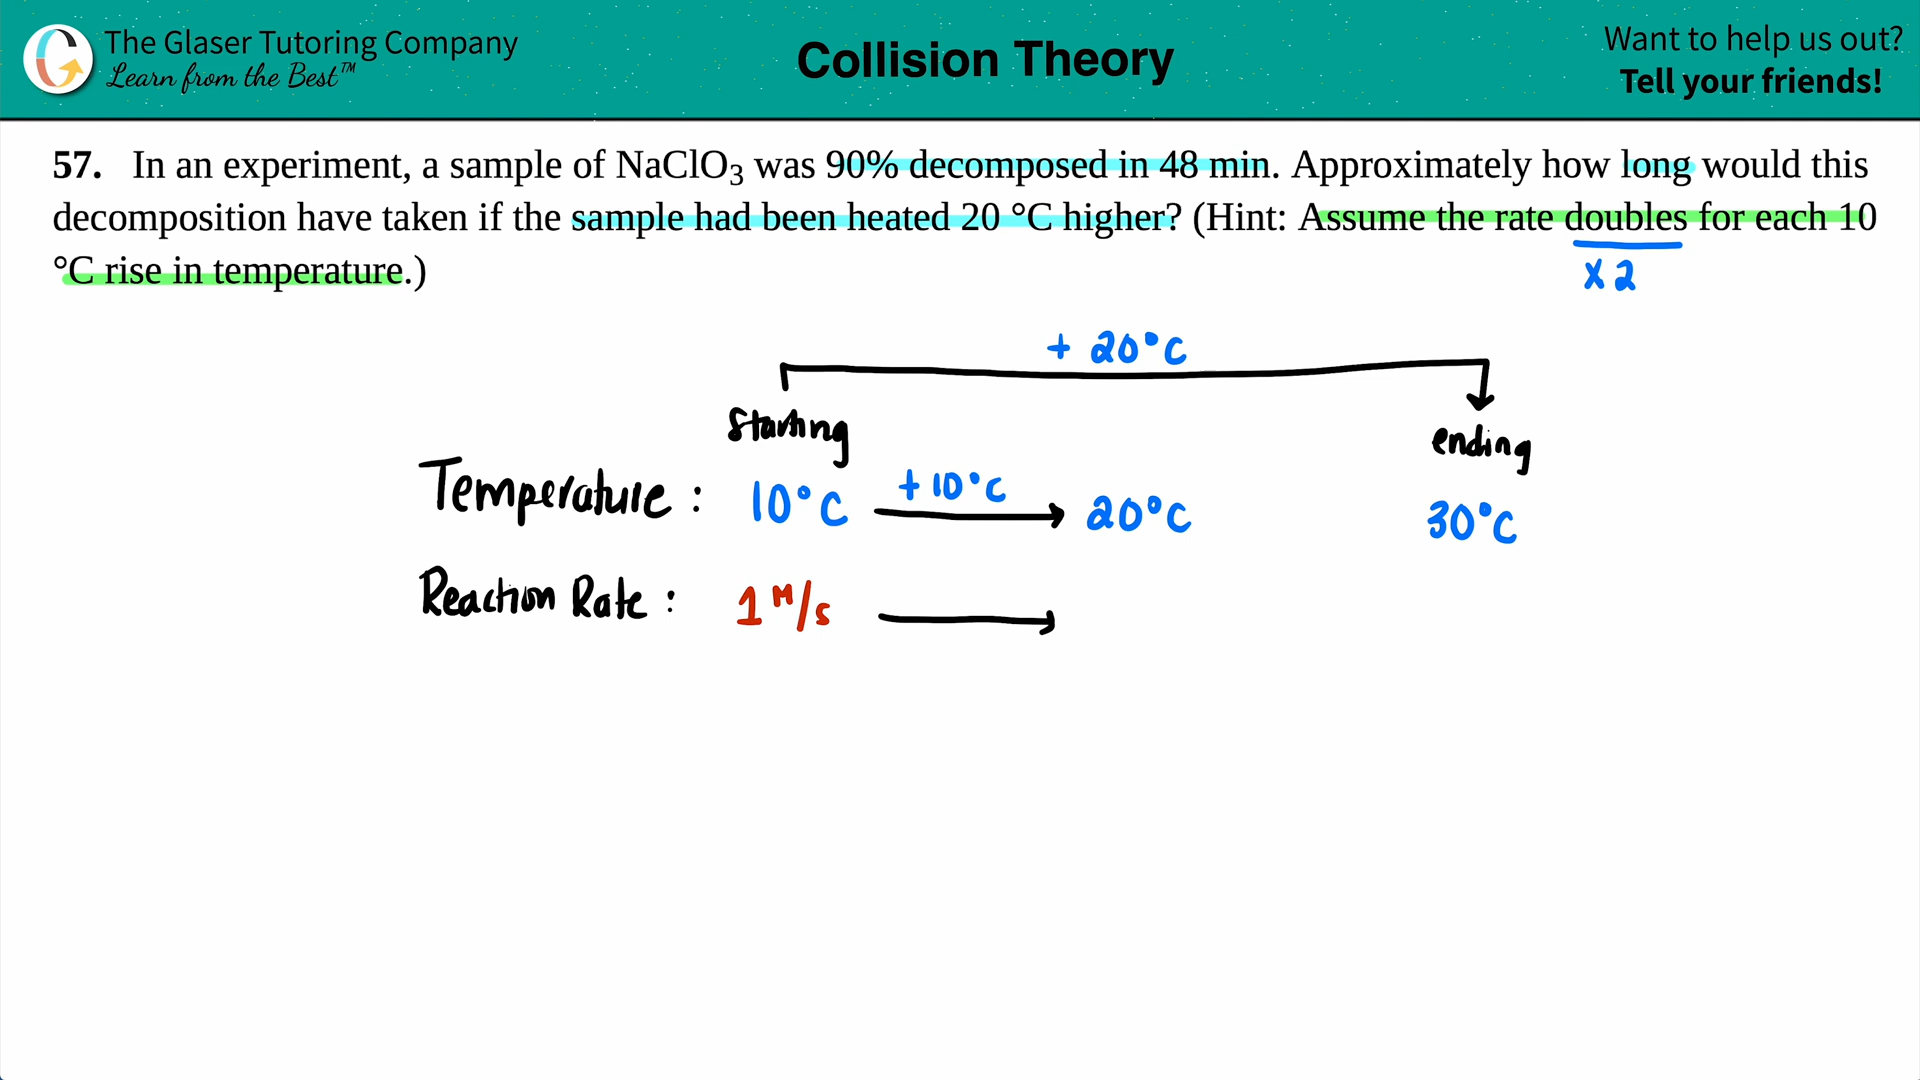 The Glaser Tutoring Company
Learn from the Best™
Collision Theory
Want to help us out?
Tell your friends!
57. In an experiment, a sample of NaClO₃ was 90% decomposed in 48 min. Approximately how long would this
decomposition have taken if the sample had been heated 20 °C higher? (Hint: Assume the rate doubles for each 10
°C rise in temperature.)
x 2
+ 20°C
Starting
ending
Temperature : 10°C +10°C 20°C 30°C
Reaction Rate : 1 M/s